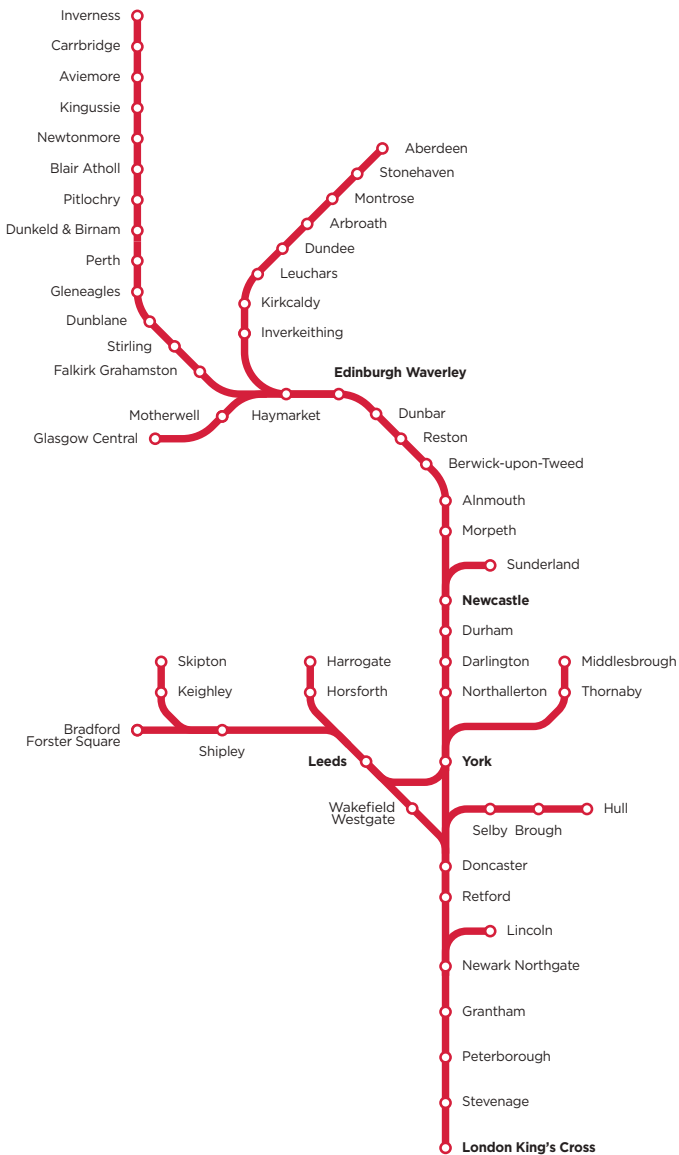 Inverness
Carrbridge
Aviemore
Kingussie
Newtonmore
Blair Atholl
Pitlochry
Dunkeld & Birnam
Perth
Gleneagles
Dunblane
Stirling
Falkirk Grahamston
Aberdeen
Stonehaven
Montrose
Arbroath
Dundee
Leuchars
Kirkcaldy
Inverkeithing
Edinburgh Waverley
Motherwell
Haymarket
Glasgow Central
Dunbar
Reston
Berwick-upon-Tweed
Alnmouth
Morpeth
Sunderland
Newcastle
Durham
Darlington
Northallerton
Middlesbrough
Thornaby
Skipton
Keighley
Harrogate
Horsforth
Bradford
Forster Square
Shipley
Leeds
York
Wakefield
Westgate
Selby
Brough
Hull
Doncaster
Retford
Lincoln
Newark Northgate
Grantham
Peterborough
Stevenage
London King's Cross